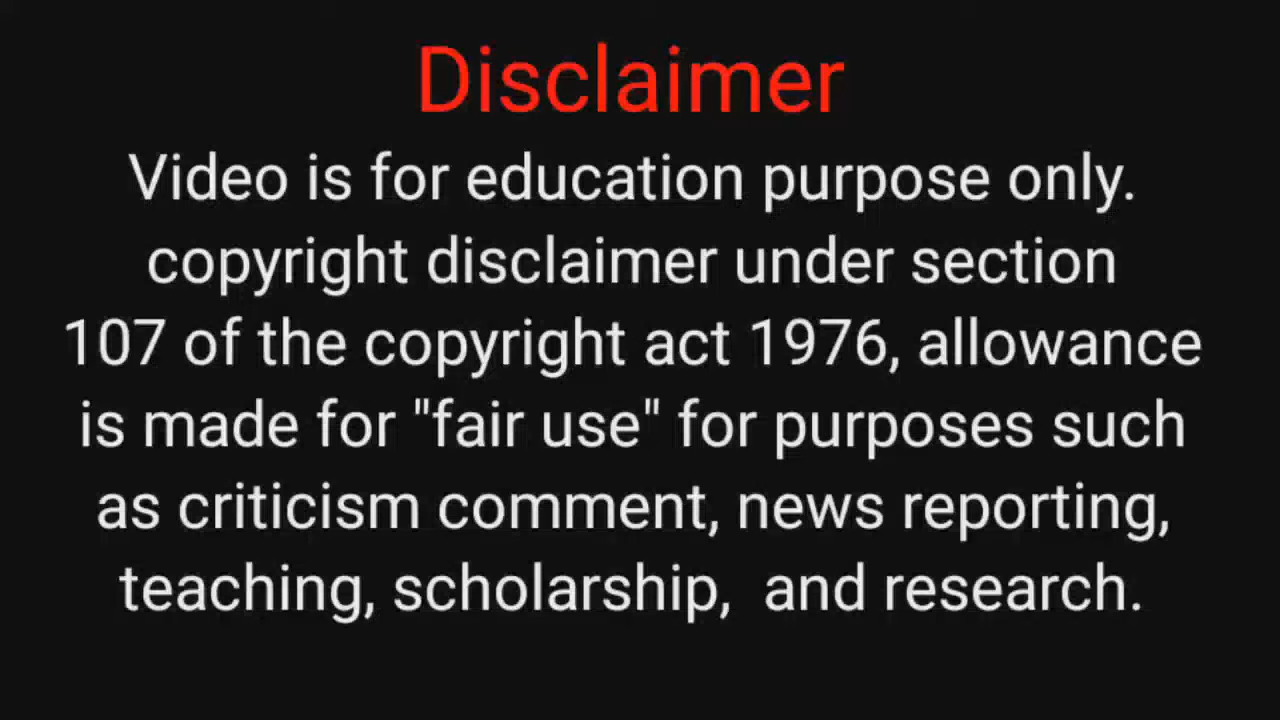 Disclaimer
Video is for education purpose only.
copyright disclaimer under section
107 of the copyright act 1976, allowance
is made for "fair use" for purposes such
as criticism comment, news reporting,
teaching, scholarship,  and research.